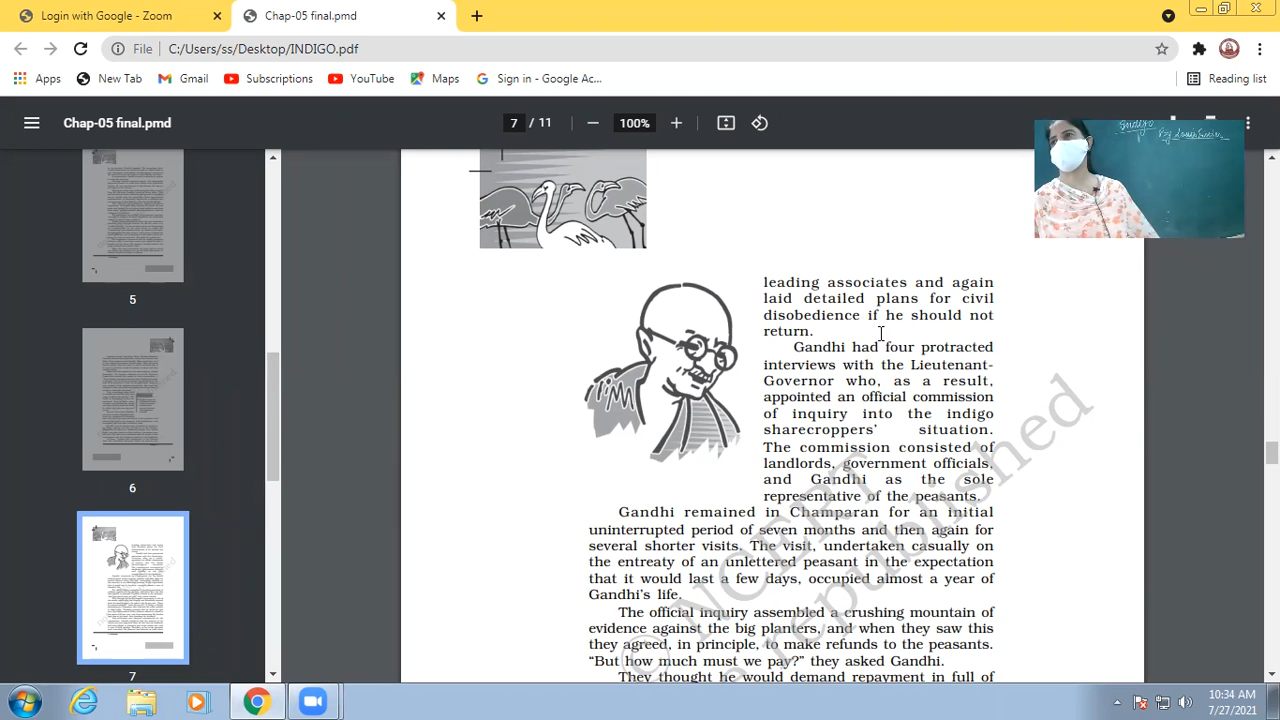 Login with Google - Zoom
Chap-05 final.pmd
File
C:/Users/ss/Desktop/INDIGO.pdf
Apps
New Tab
Gmail
YouTube
Subscriptions
Maps
Sign in - Google Ac...
Reading list
Chap-05 final.pmd
7 / 11
100%
Indigo
By
5
6
7
leading associates and again
laid detailed plans for civil
disobedience if he should not
return.
Gandhi had four protracted
interviews with the Lieutenant-
Governor who, as a result,
appointed an official commission
of inquiry into the indigo
sharecroppers' situation.
The commission consisted of
landlords, government officials,
and Gandhi as the sole
representative of the peasants.
Gandhi remained in Champaran for an initial
uninterrupted period of seven months and then again for
several shorter visits. The visit, undertaken casually on
the entreaty of an unlettered peasant in the expectation
that it would last a few days, occupied almost a year of
Gandhi's life.
The official inquiry assembled a crushing mountain of
evidence against the big planters, and when they saw this
they agreed, in principle, to make refunds to the peasants.
“But how much must we pay?” they asked Gandhi.
They thought he would demand repayment in full of
© NCERT
be republished
10:34 AM
7/27/2021